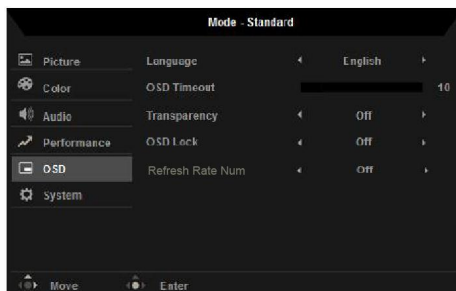 Mode - Standard
Picture
Color
Audio
Performance
OSD
System
Language English
OSD Timeout 10
Transparency Off
OSD Lock Off
Refresh Rate Num Off
Move Enter